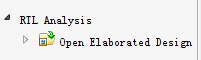 RTL Analysis
Open Elaborated Design